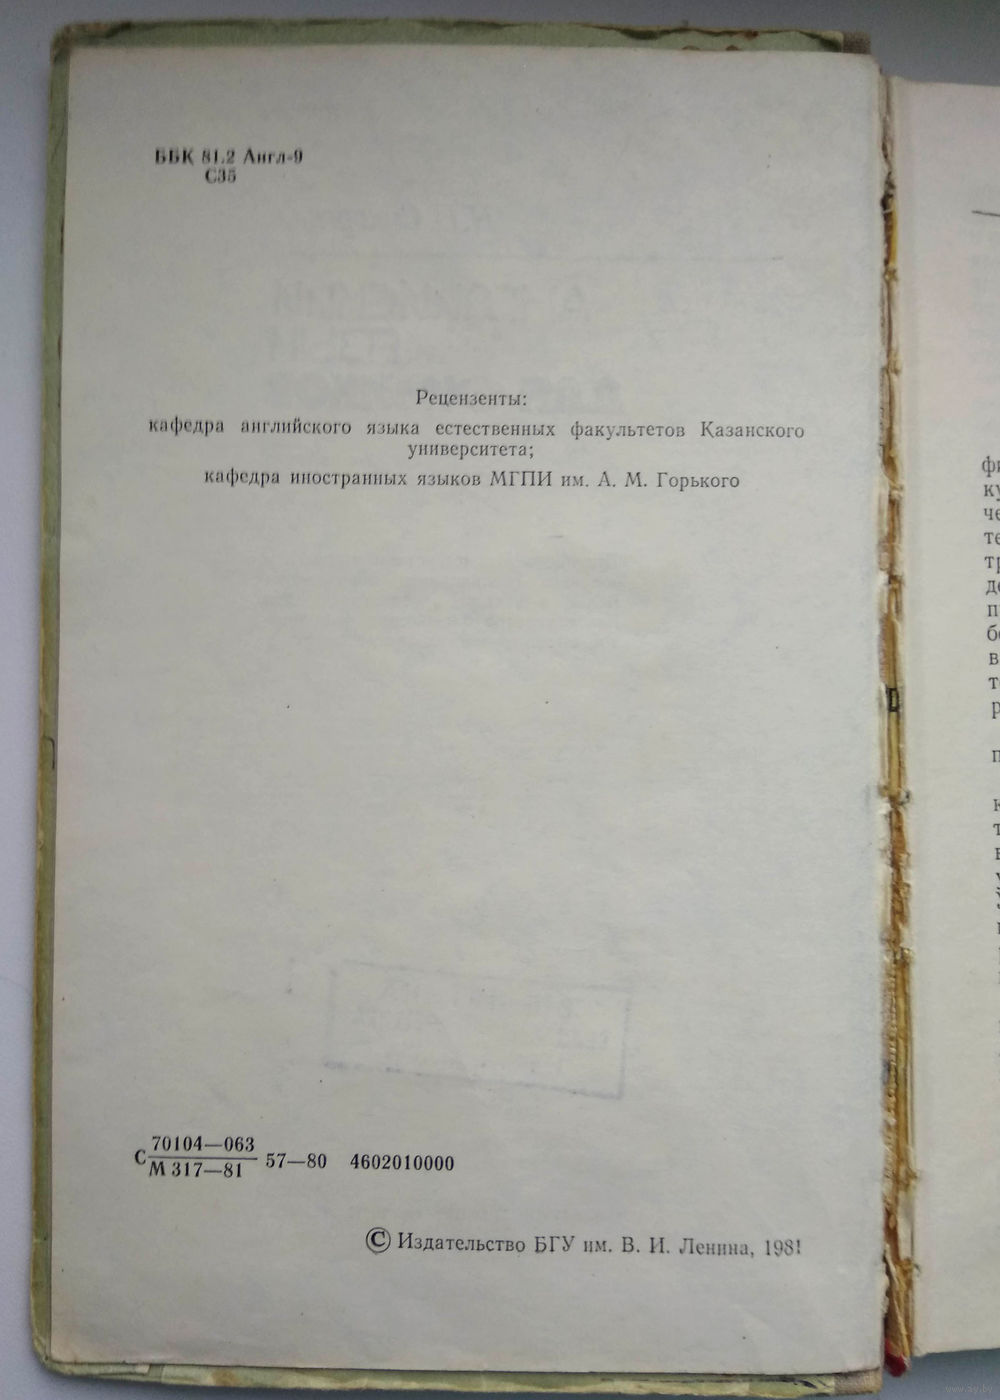 ББК 81.2 Англ-9
С35
Рецензенты:
кафедра английского языка естественных факультетов Казанского
университета;
кафедра иностранных языков МГПИ им. А. М. Горького
С 70104—063
М 317—81 57—80 4602010000
© Издательство БГУ им. В. И. Ленина, 1981